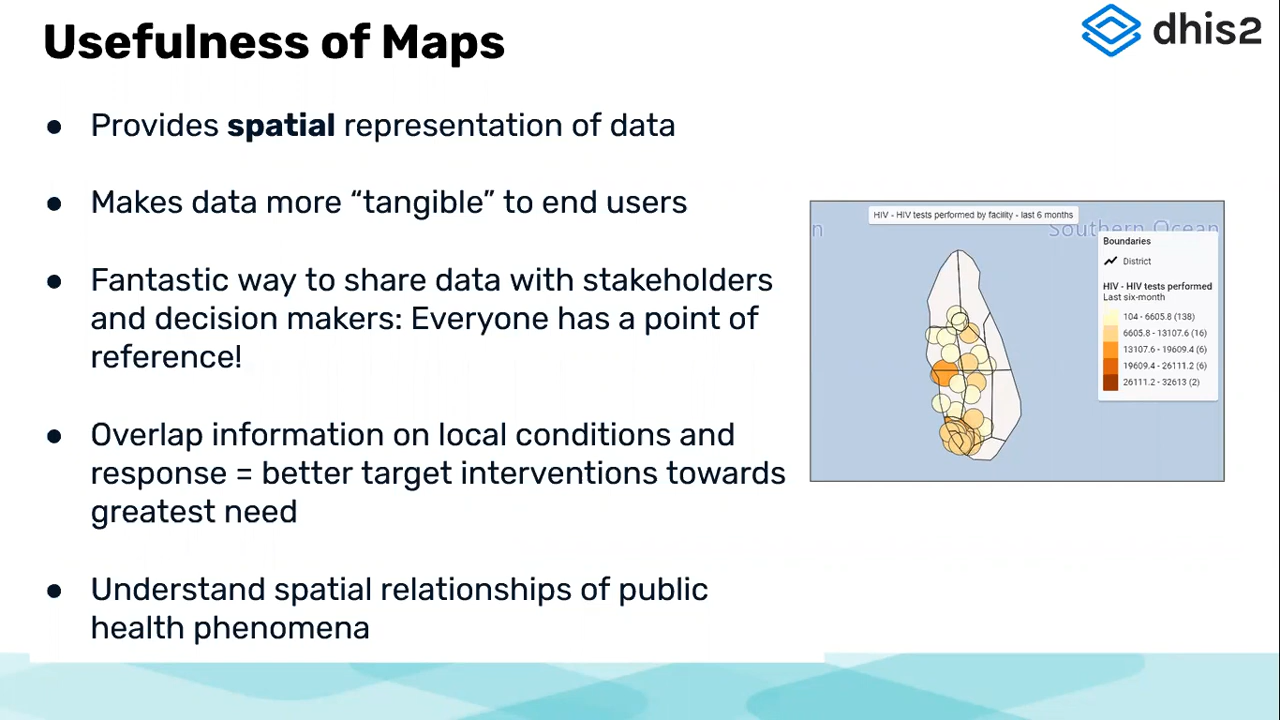 Usefulness of Maps
dhis2
● Provides spatial representation of data
● Makes data more “tangible” to end users
● Fantastic way to share data with stakeholders
and decision makers: Everyone has a point of
reference!
● Overlap information on local conditions and
response = better target interventions towards
greatest need
● Understand spatial relationships of public
health phenomena
HIV - HIV tests performed by facility - last 6 months
n
Southern Ocean
Boundaries
District
HIV - HIV tests performed
Last six-month
104 - 6605.8 (138)
6605.8 - 13107.6 (16)
13107.6 - 19609.4 (6)
19609.4 - 26111.2 (6)
26111.2 - 32613 (2)